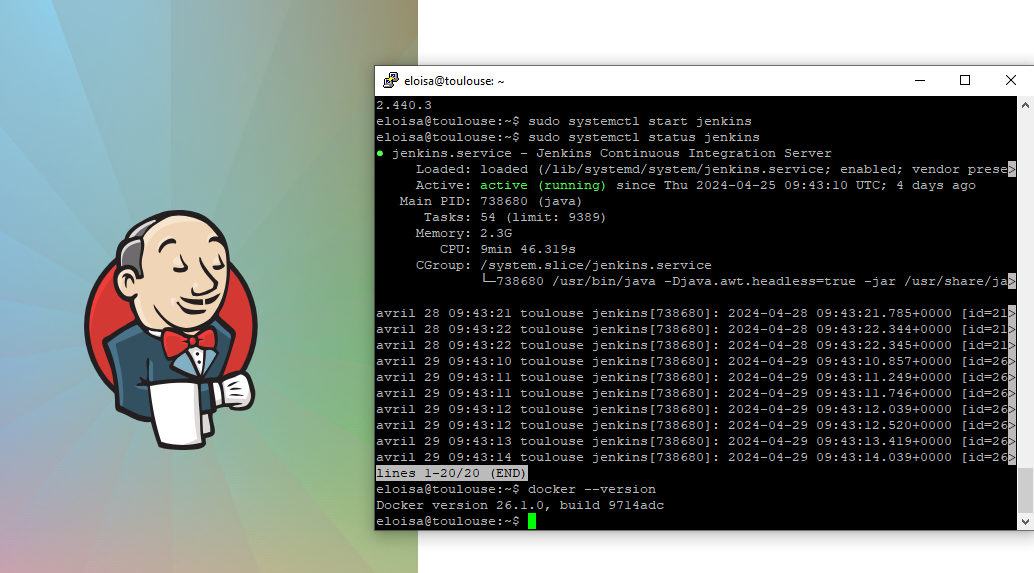 eloisa@toulouse: ~
2.440.3
eloisa@toulouse:~$ sudo systemctl start jenkins
eloisa@toulouse:~$ sudo systemctl status jenkins
● jenkins.service - Jenkins Continuous Integration Server
Loaded: loaded (/lib/systemd/system/jenkins.service; enabled; vendor prese>
Active: active (running) since Thu 2024-04-25 09:43:10 UTC; 4 days ago
Main PID: 738680 (java)
Tasks: 54 (limit: 9389)
Memory: 2.3G
CPU: 9min 46.319s
CGroup: /system.slice/jenkins.service
└─738680 /usr/bin/java -Djava.awt.headless=true -jar /usr/share/ja>
avril 28 09:43:21 toulouse jenkins[738680]: 2024-04-28 09:43:21.785+0000 [id=21>
avril 28 09:43:22 toulouse jenkins[738680]: 2024-04-28 09:43:22.344+0000 [id=21>
avril 28 09:43:22 toulouse jenkins[738680]: 2024-04-28 09:43:22.345+0000 [id=21>
avril 29 09:43:10 toulouse jenkins[738680]: 2024-04-29 09:43:10.857+0000 [id=26>
avril 29 09:43:11 toulouse jenkins[738680]: 2024-04-29 09:43:11.249+0000 [id=26>
avril 29 09:43:11 toulouse jenkins[738680]: 2024-04-29 09:43:11.746+0000 [id=26>
avril 29 09:43:12 toulouse jenkins[738680]: 2024-04-29 09:43:12.039+0000 [id=26>
avril 29 09:43:12 toulouse jenkins[738680]: 2024-04-29 09:43:12.520+0000 [id=26>
avril 29 09:43:13 toulouse jenkins[738680]: 2024-04-29 09:43:13.419+0000 [id=26>
avril 29 09:43:14 toulouse jenkins[738680]: 2024-04-29 09:43:14.039+0000 [id=26>
lines 1-20/20 (END)
eloisa@toulouse:~$ docker --version
Docker version 26.1.0, build 9714adc
eloisa@toulouse:~$